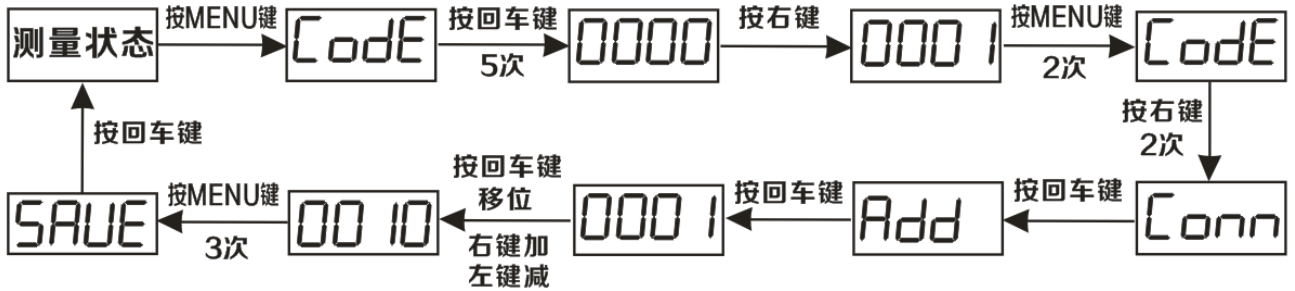 测量状态
按MENU键
CodE
按回车键
5次
0000
按右键
0001
按MENU键
2次
CodE
按右键
2次
Conn
按回车键
Add
按回车键
0001
按回车键
移位
右键加
左键减
0010
按MENU键
3次
SAVE
按回车键